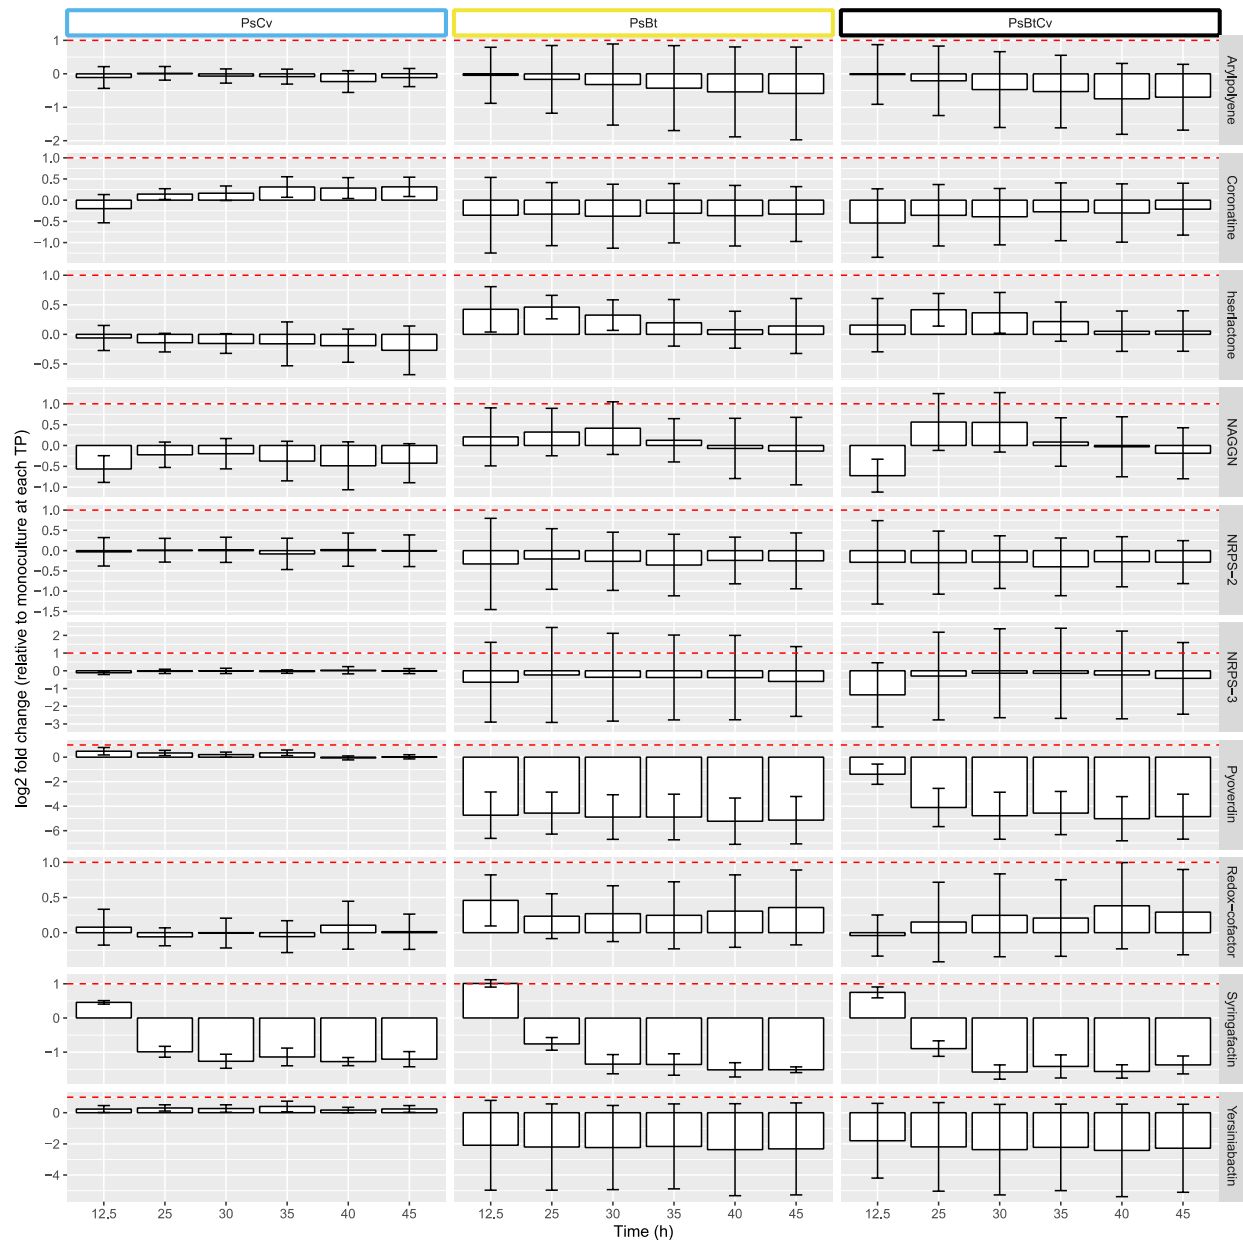 PsCv
PsBt
PsBtCv
log2 fold change (relative to monoculture at each TP)
1
0
−1
−2
Arylpolyene
1.0
0.5
0.0
−0.5
−1.0
Coronatine
1.0
0.5
0.0
−0.5
hserlactone
1.0
0.5
0.0
−0.5
−1.0
NAGGN
1.0
0.5
0.0
−0.5
−1.0
−1.5
NRPS−2
2
1
0
−1
−2
−3
NRPS−3
0
−2
−4
−6
Pyoverdin
1.0
0.5
0.0
Redox−cofactor
1
0
−1
Syringafactin
0
−2
−4
Yersiniabactin
12.5 25 30 35 40 45
12.5 25 30 35 40 45
12.5 25 30 35 40 45
Time (h)